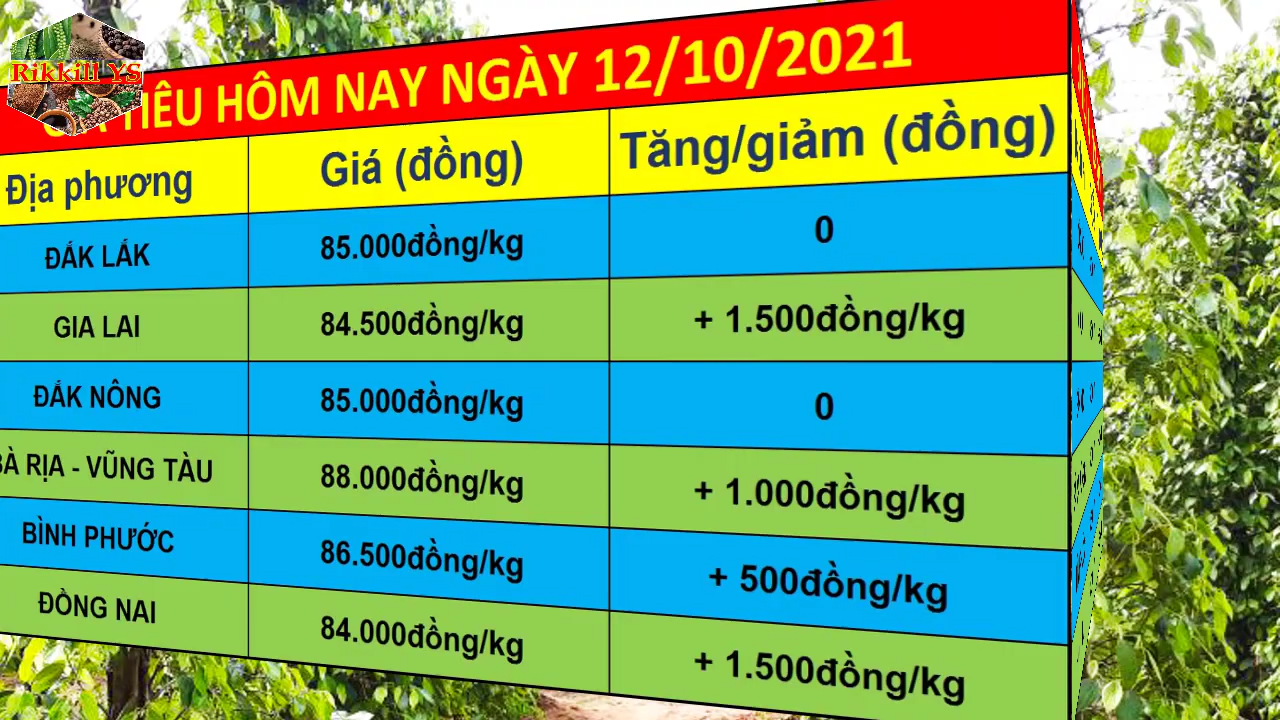 Rikkill YS
TIÊU HÔM NAY NGÀY 12/10/2021
Địa phương Giá (đồng) Tăng/giảm (đồng)
ĐẮK LẮK 85.000đồng/kg 0
GIA LAI 84.500đồng/kg + 1.500đồng/kg
ĐẮK NÔNG 85.000đồng/kg 0
BÀ RỊA - VŨNG TÀU 88.000đồng/kg + 1.000đồng/kg
BÌNH PHƯỚC 86.500đồng/kg + 500đồng/kg
ĐỒNG NAI 84.000đồng/kg + 1.500đồng/kg